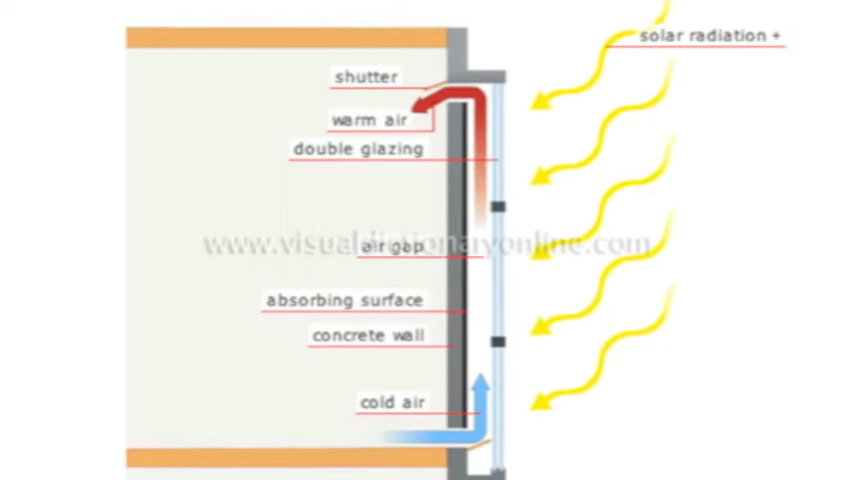 solar radiation +
shutter
warm air
double glazing
www.visualdictionaryonline.com
air gap
absorbing surface
concrete wall
cold air